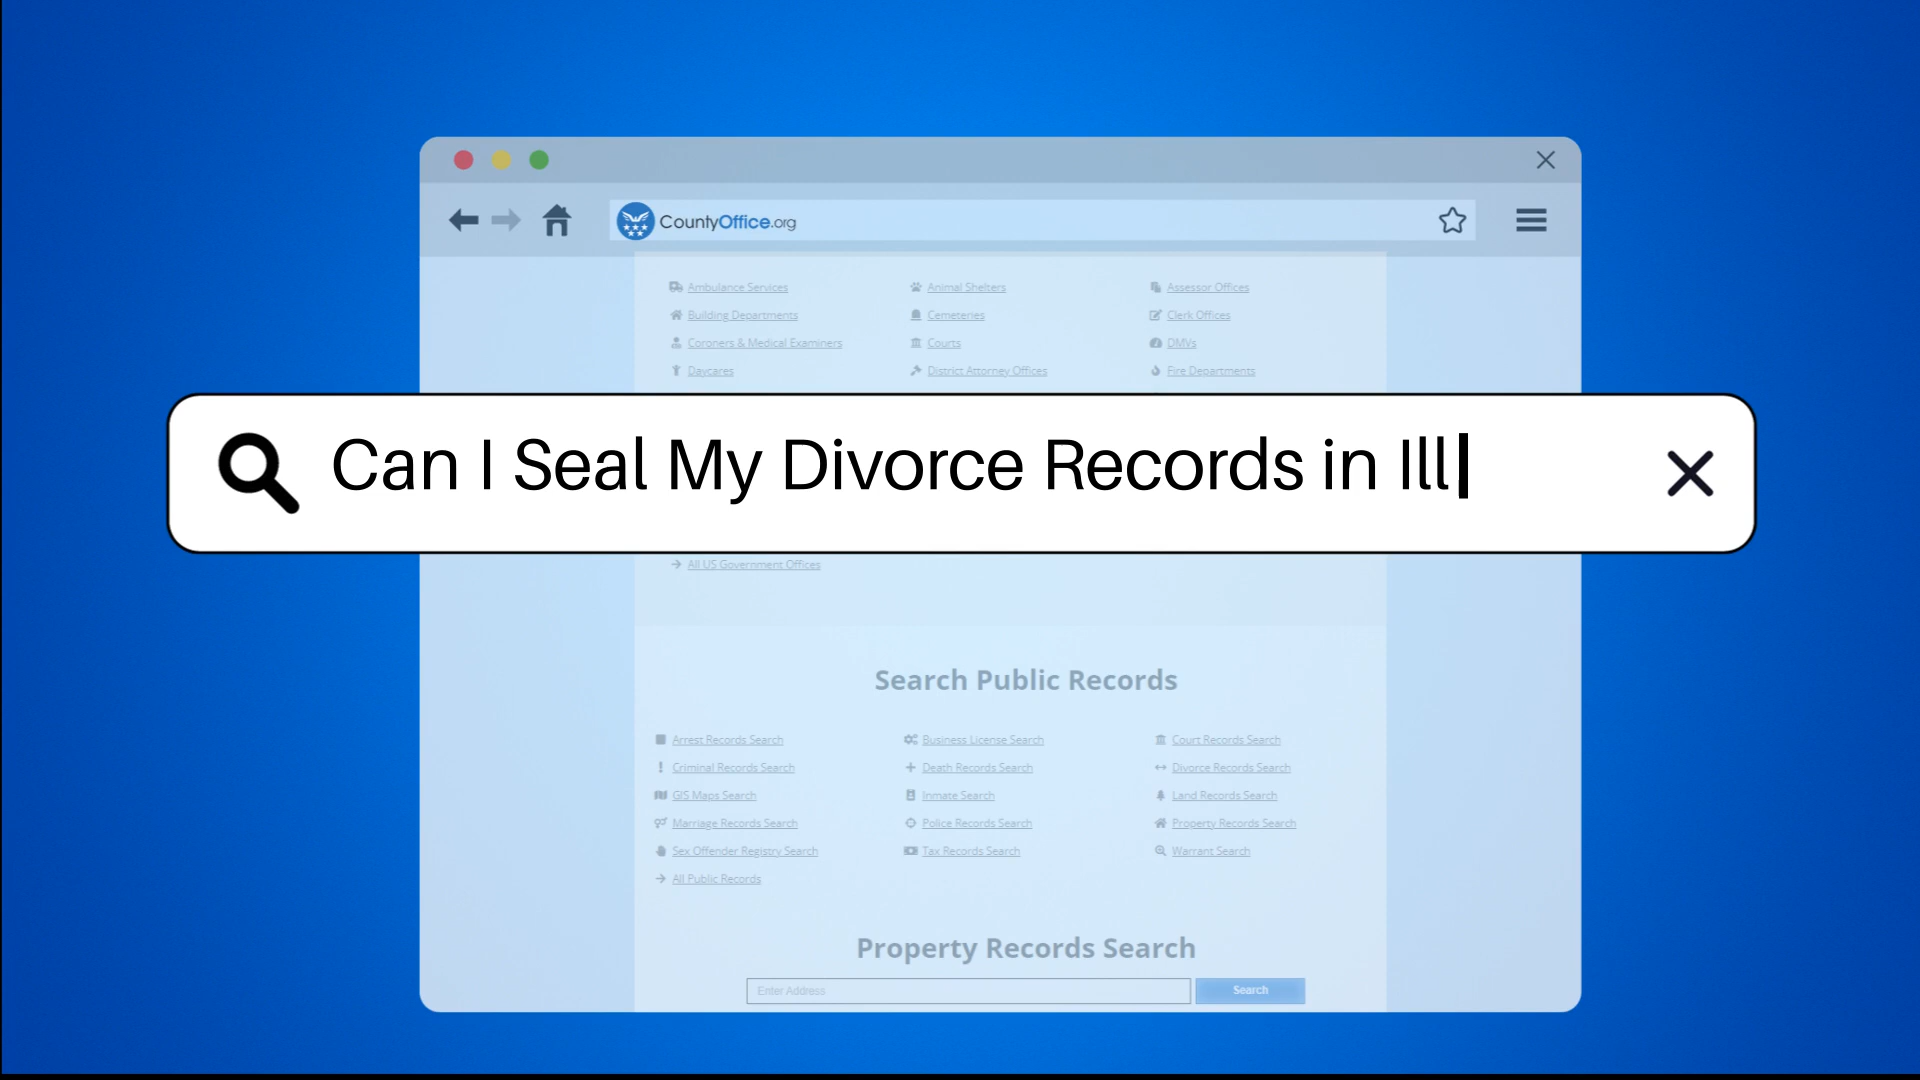 CountyOffice.org
Ambulance Services Animal Shelters Assessor Offices
Building Departments Cemeteries Clerk Offices
Coroners & Medical Examiners Courts DMVs
Daycares District Attorney Offices Fire Departments
Can I Seal My Divorce Records in Ill
All US Government Offices
Search Public Records
Arrest Records Search Business License Search Court Records Search
Criminal Records Search Death Records Search Divorce Records Search
GIS Maps Search Inmate Search Land Records Search
Marriage Records Search Police Records Search Property Records Search
Sex Offender Registry Search Tax Records Search Warrant Search
All Public Records
Property Records Search
Enter Address Search